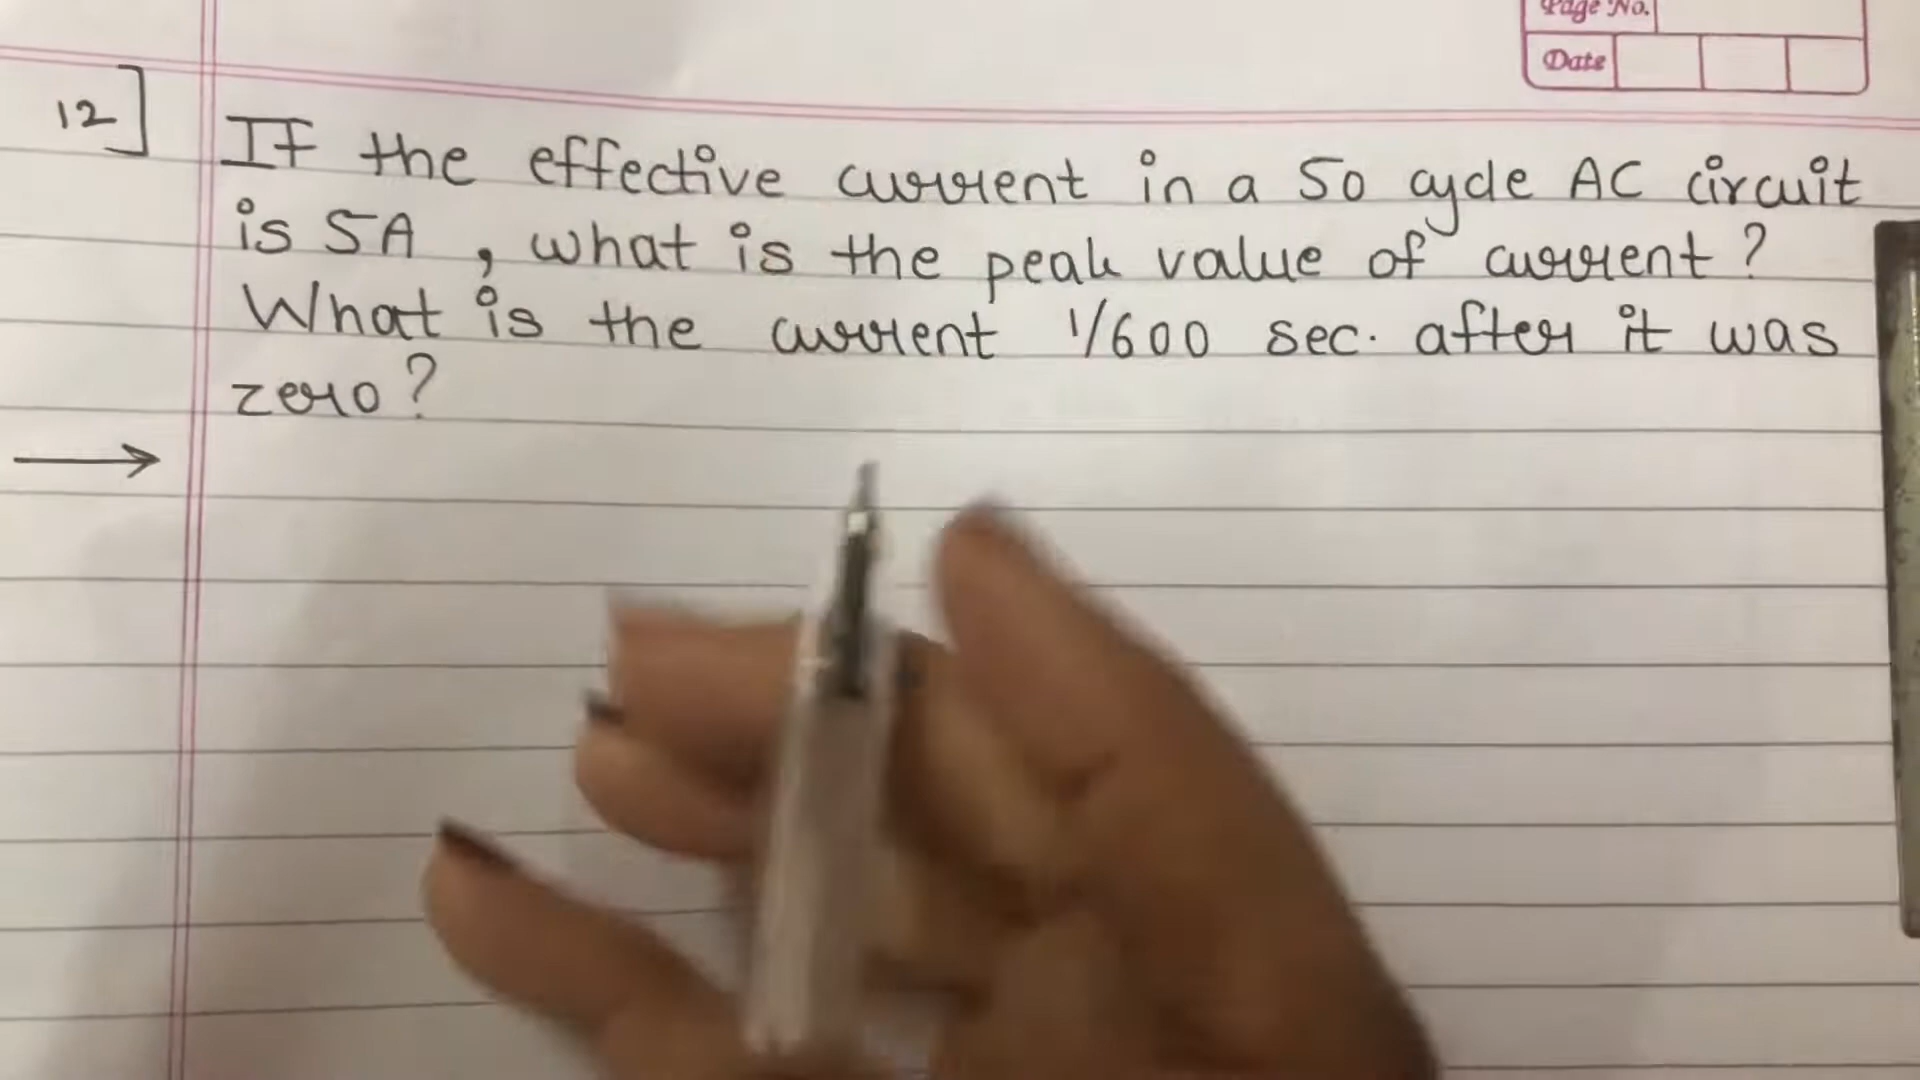 Page No.
Date
12]
If the effective current in a 50 cycle AC circuit
is 5A , what is the peak value of current ?
What is the current 1/600 sec. after it was
zero ?